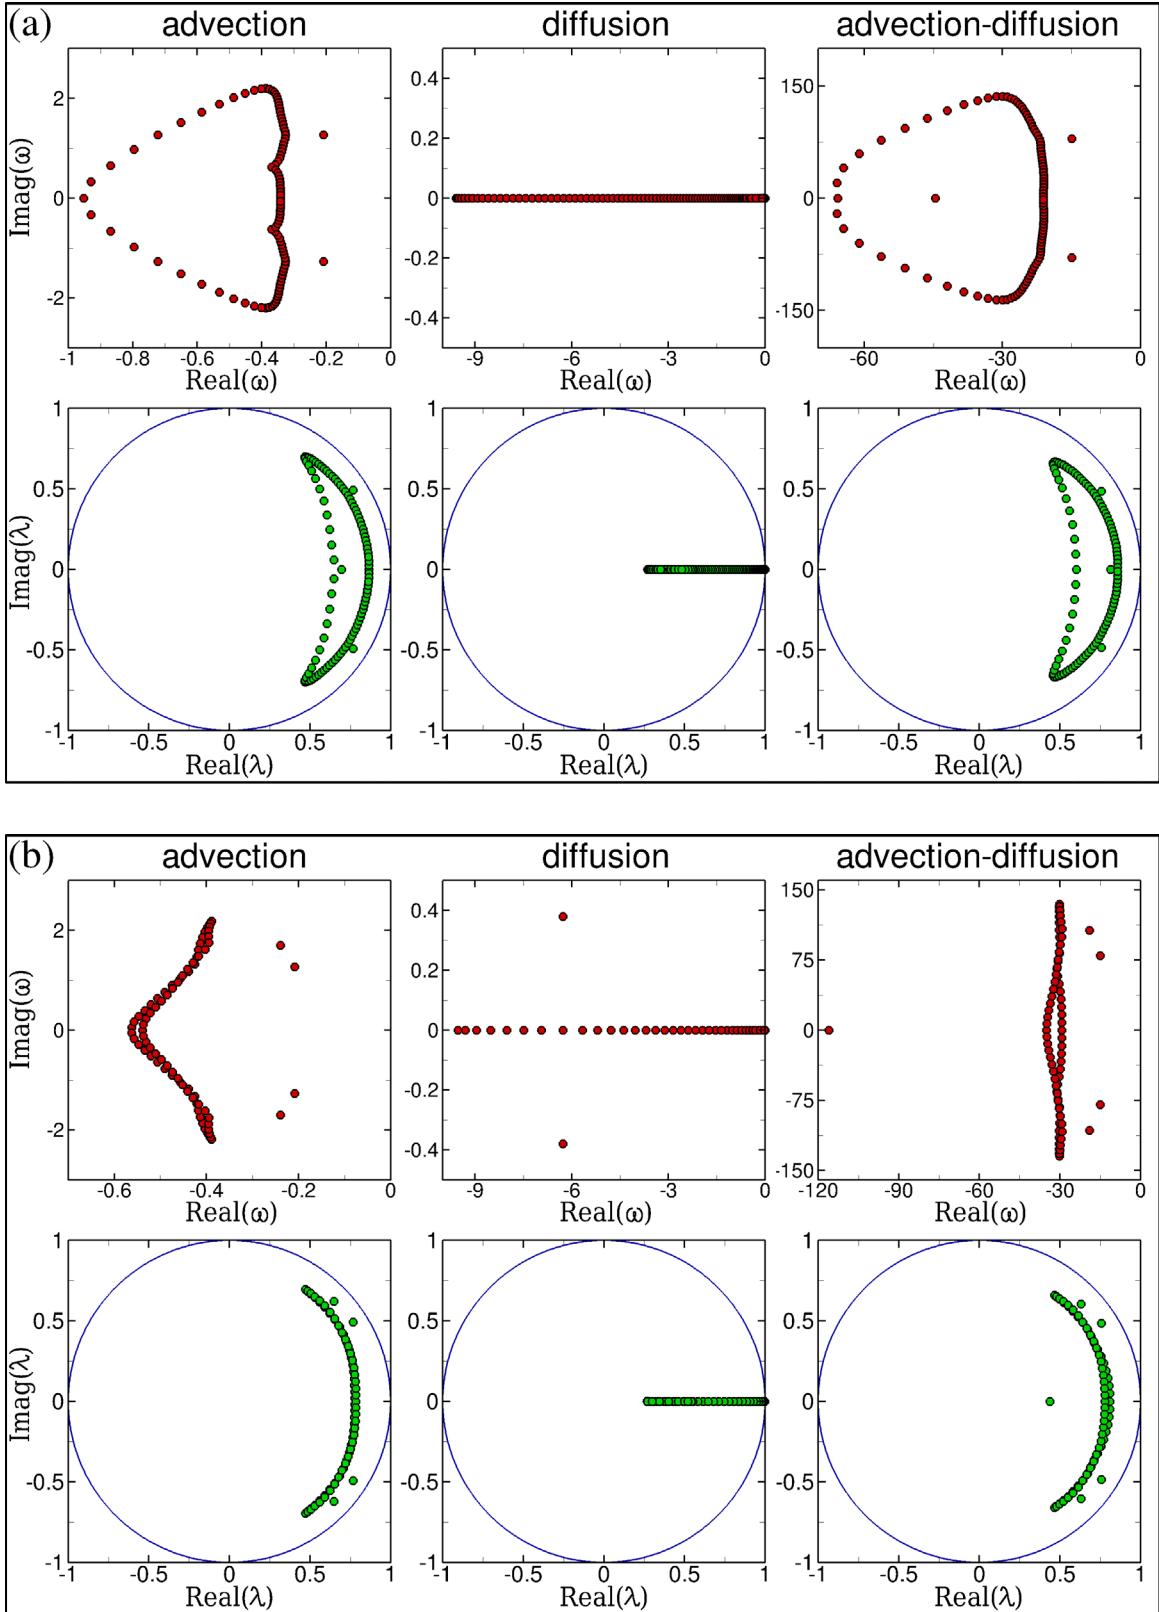 (a)
advection diffusion advection-diffusion
Imag(ω)
2 0 -2
-1 -0.8 -0.6 -0.4 -0.2 0
Real(ω)
0.4 0.2 0 -0.2 -0.4
-9 -6 -3 0
Real(ω)
150 0 -150
-60 -30 0
Real(ω)
Imag(λ)
1 0.5 0 -0.5 -1
-1 -0.5 0 0.5 1
Real(λ)
1 0.5 0 -0.5 -1
-1 -0.5 0 0.5 1
Real(λ)
1 0.5 0 -0.5 -1
-1 -0.5 0 0.5 1
Real(λ)
(b)
advection diffusion advection-diffusion
Imag(ω)
2 0 -2
-0.6 -0.4 -0.2 0
Real(ω)
0.4 0.2 0 -0.2 -0.4
-9 -6 -3 0
Real(ω)
150 75 0 -75 -150
-120 -90 -60 -30 0
Real(ω)
Imag(λ)
1 0.5 0 -0.5 -1
-1 -0.5 0 0.5 1
Real(λ)
1 0.5 0 -0.5 -1
-1 -0.5 0 0.5 1
Real(λ)
1 0.5 0 -0.5 -1
-1 -0.5 0 0.5 1
Real(λ)